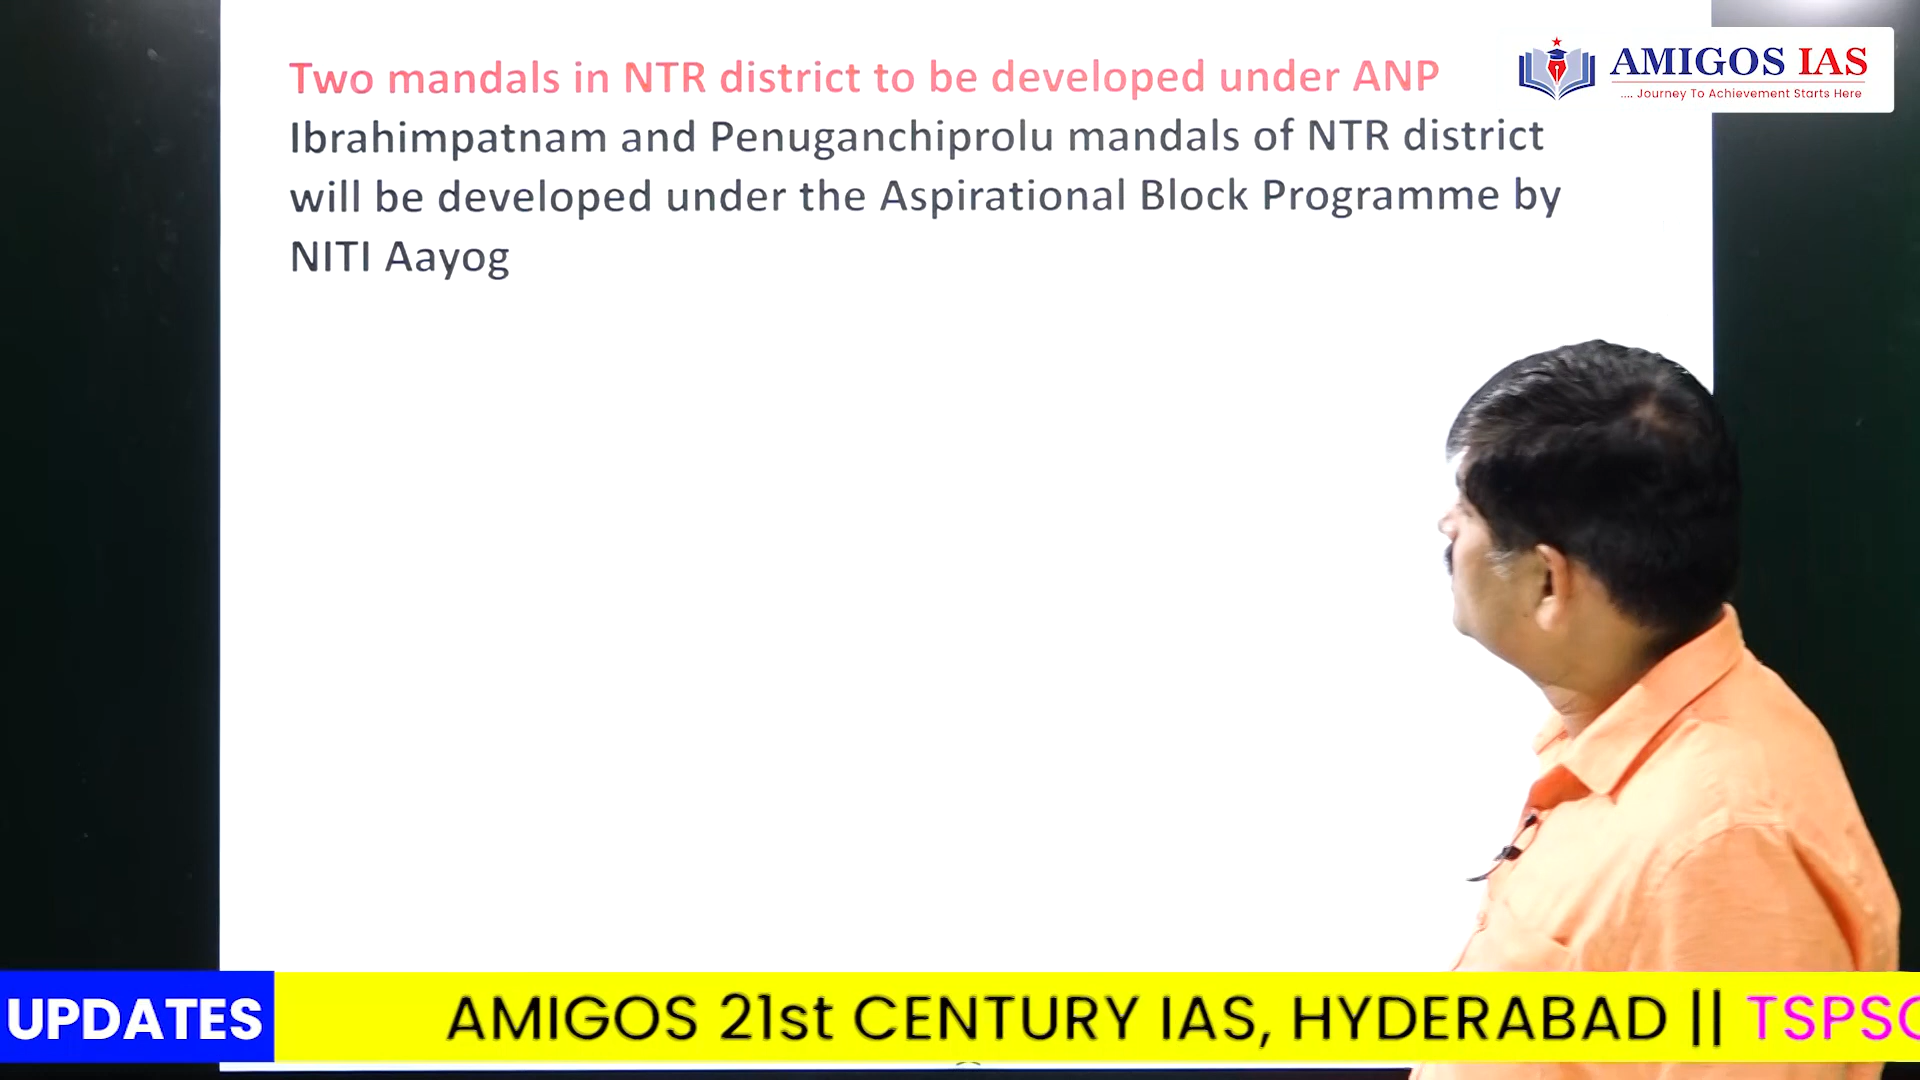 Two mandals in NTR district to be developed under ANP
Ibrahimpatnam and Penuganchiprolu mandals of NTR district
will be developed under the Aspirational Block Programme by
NITI Aayog
AMIGOS IAS
.... Journey To Achievement Starts Here
UPDATES
AMIGOS 21st CENTURY IAS, HYDERABAD || TSPSC